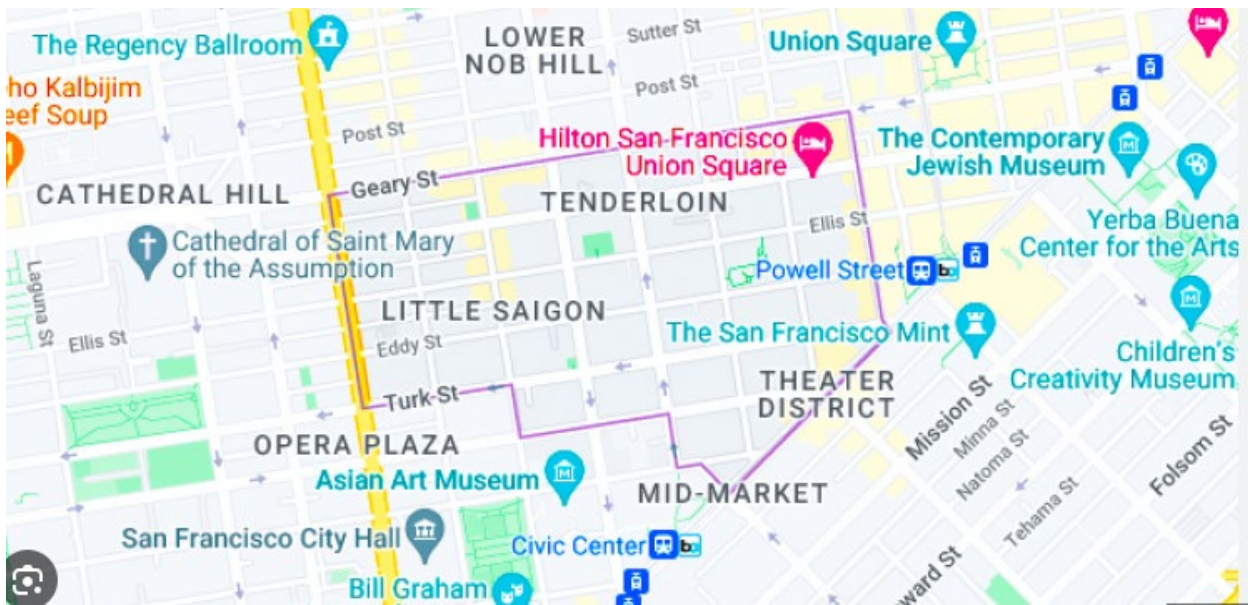 The Regency Ballroom
LOWER
NOB HILL
Sutter St
Union Square
ho Kalbijim
eef Soup
Post St
Post St
Hilton San Francisco
Union Square
The Contemporary
Jewish Museum
CATHEDRAL HILL
Geary St
TENDERLOIN
Ellis St
Yerba Buena
Center for the Arts
Cathedral of Saint Mary
of the Assumption
Laguna St
Powell Street
LITTLE SAIGON
The San Francisco Mint
Ellis St
Eddy St
Children's
Creativity Museum
Turk St
THEATER
DISTRICT
Mission St
Minna St
Natoma St
Folsom St
OPERA PLAZA
Asian Art Museum
MID-MARKET
Tehama St
San Francisco City Hall
Civic Center
ward St
Bill Graham